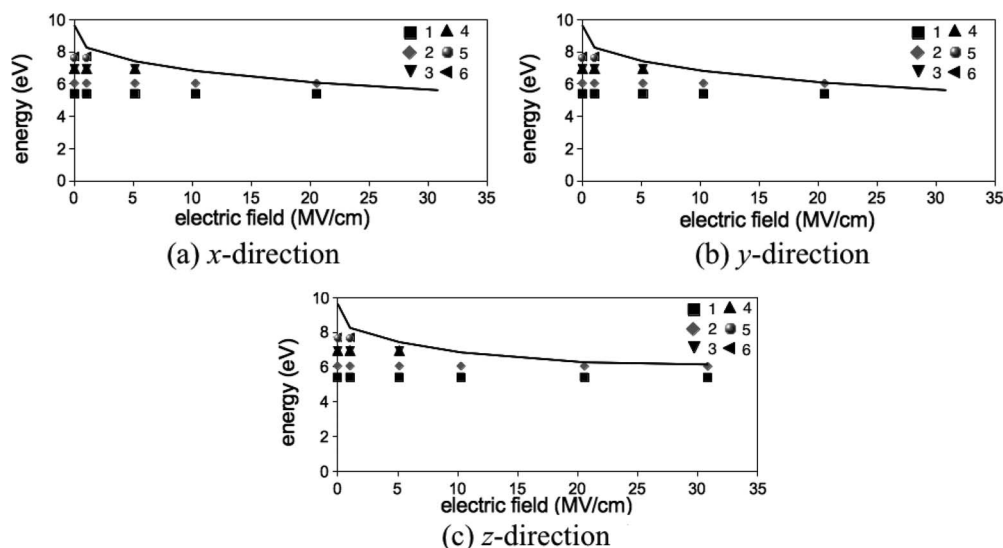 10
8
6
4
2
0
energy (eV)
1 4
2 5
3 6
0 5 10 15 20 25 30 35
electric field (MV/cm)
(a) x-direction
10
8
6
4
2
0
energy (eV)
1 4
2 5
3 6
0 5 10 15 20 25 30 35
electric field (MV/cm)
(b) y-direction
10
8
6
4
2
0
energy (eV)
1 4
2 5
3 6
0 5 10 15 20 25 30 35
electric field (MV/cm)
(c) z-direction